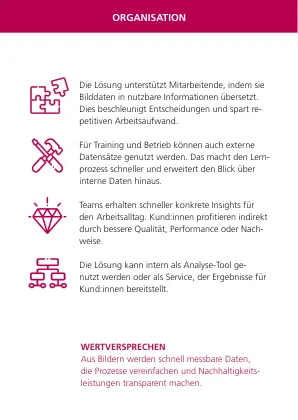 ORGANISATION
Die Lösung unterstützt Mitarbeitende, indem sie
Bilddaten in nutzbare Informationen übersetzt.
Dies beschleunigt Entscheidungen und spart re-
petitiven Arbeitsaufwand.
Für Training und Betrieb können auch externe
Datensätze genutzt werden. Das macht den Lern-
prozess schneller und erweitert den Blick über
interne Daten hinaus.
Teams erhalten schneller konkrete Insights für
den Arbeitsalltag. Kund:innen profitieren indirekt
durch bessere Qualität, Performance oder Nach-
weise.
Die Lösung kann intern als Analyse-Tool ge-
nutzt werden oder als Service, der Ergebnisse für
Kund:innen bereitstellt.
WERTVERSPRECHEN
Aus Bildern werden schnell messbare Daten,
die Prozesse vereinfachen und Nachhaltigkeits-
leistungen transparent machen.